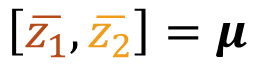 [z̅₁, z̅₂] = μ